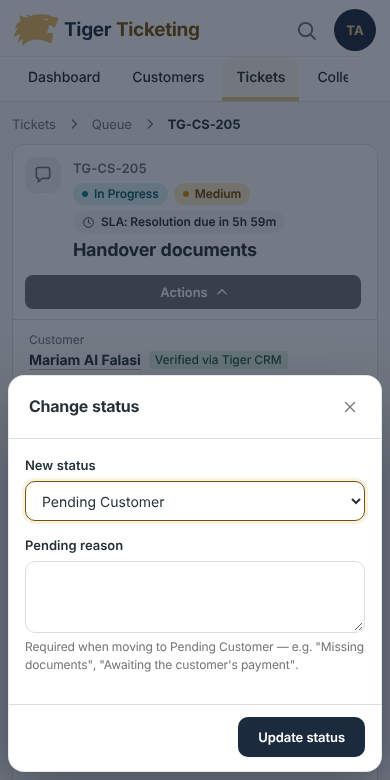 Tiger Ticketing
TA
Dashboard Customers Tickets Colle
Tickets Queue TG-CS-205
TG-CS-205
In Progress Medium
SLA: Resolution due in 5h 59m
Handover documents
Actions
Customer
Mariam Al Falasi Verified via Tiger CRM
Change status
New status
Pending Customer
Pending reason
Required when moving to Pending Customer — e.g. "Missing
documents", "Awaiting the customer's payment".
Update status